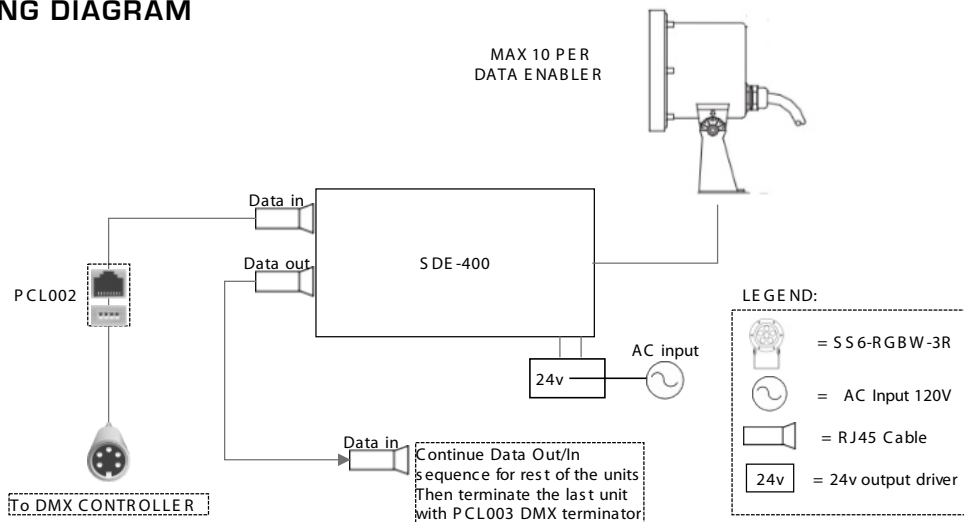 NG DIAGRAM
MAX 10 PER
DATA ENABLER
Data in
Data out
SDE-400
PCL002
AC input
24v
Data in
Continue Data Out/In
sequence for rest of the units
Then terminate the last unit
with PCL003 DMX terminator
To DMX CONTROLLER
LEGEND:
= SS6-RGBW-3R
= AC Input 120V
= RJ45 Cable
24v = 24v output driver